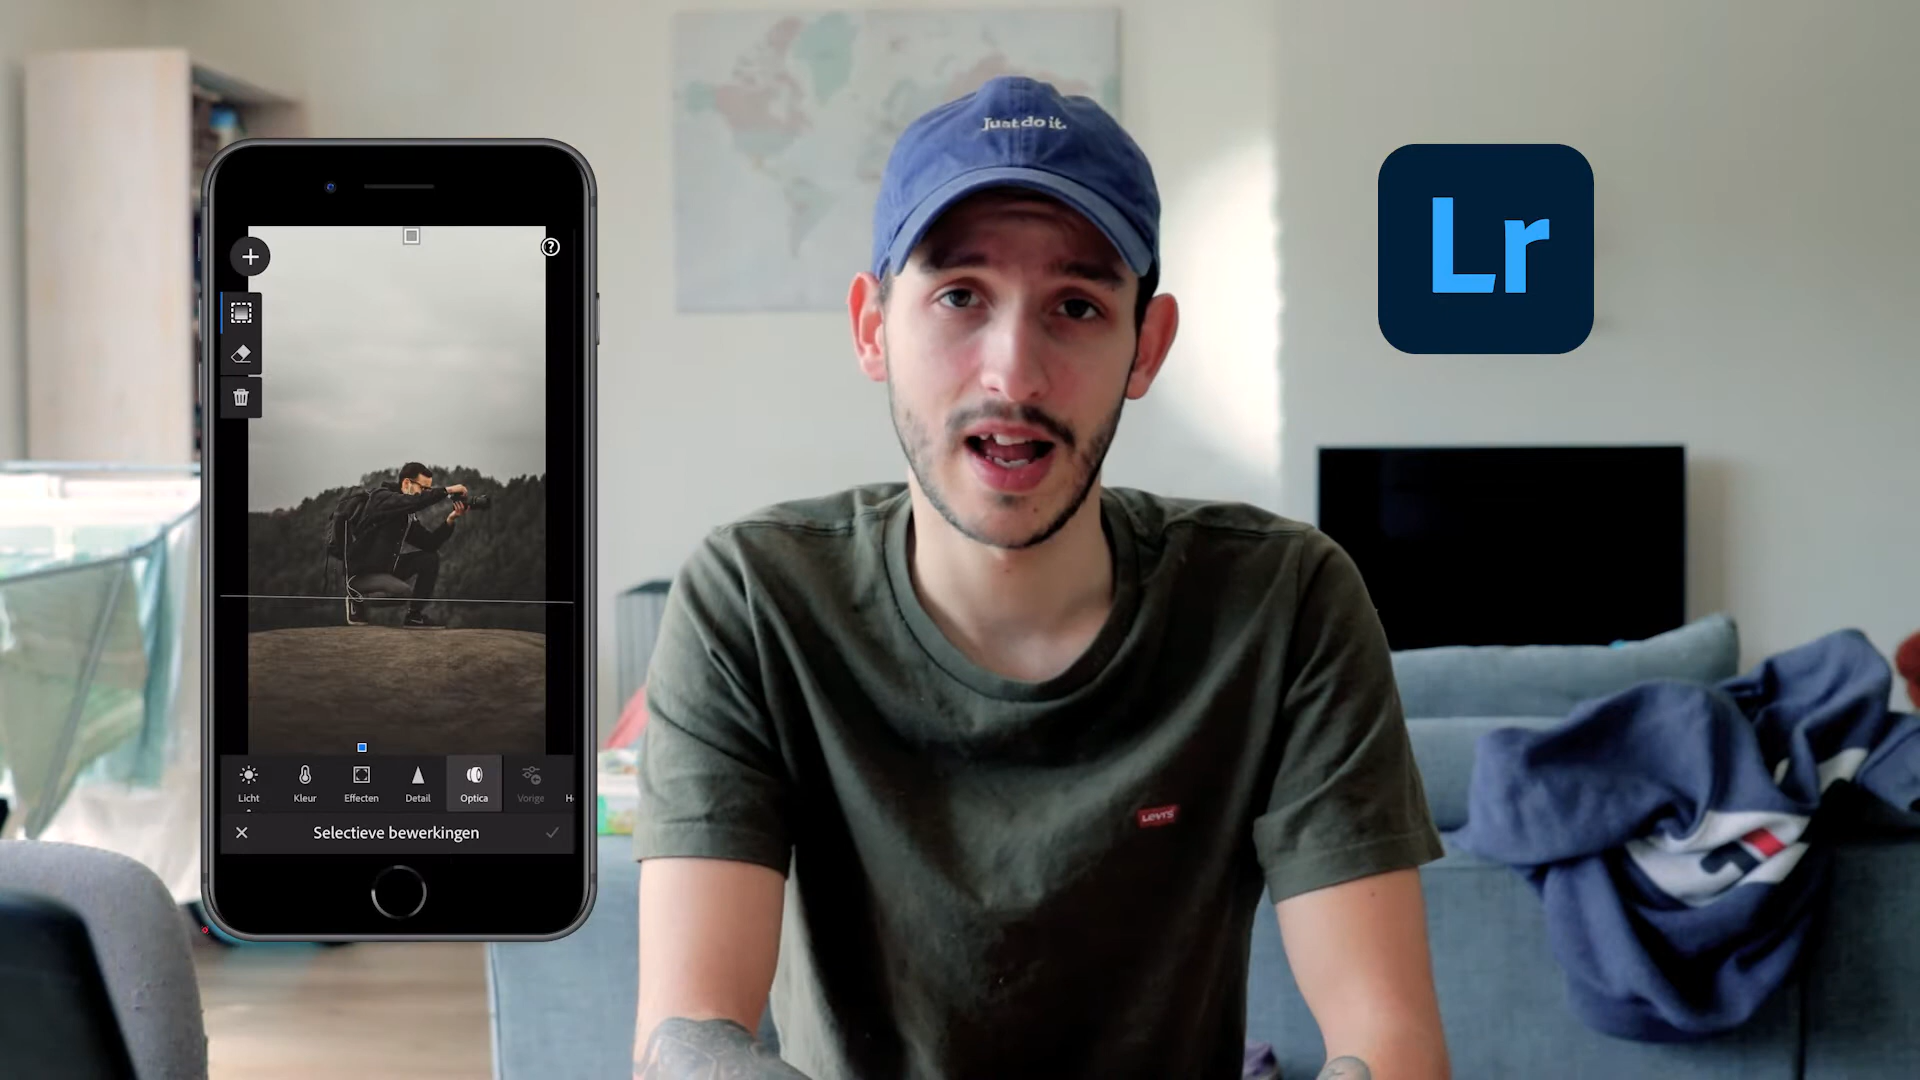 Just do it.
Lr
+
?
Licht
Kleur
Effecten
Detail
Optica
Vorige
Selectieve bewerkingen
Levi's